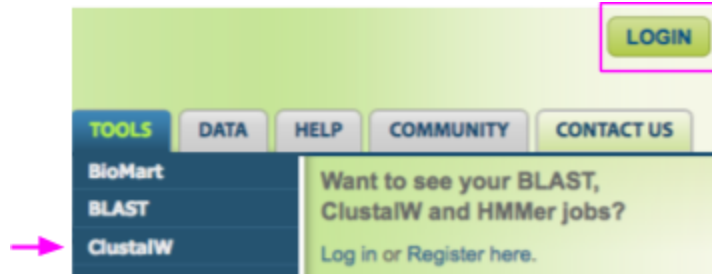 LOGIN
TOOLS DATA HELP COMMUNITY CONTACT US
BioMart
BLAST
ClustalW
Want to see your BLAST,
ClustalW and HMMer jobs?
Log in or Register here.